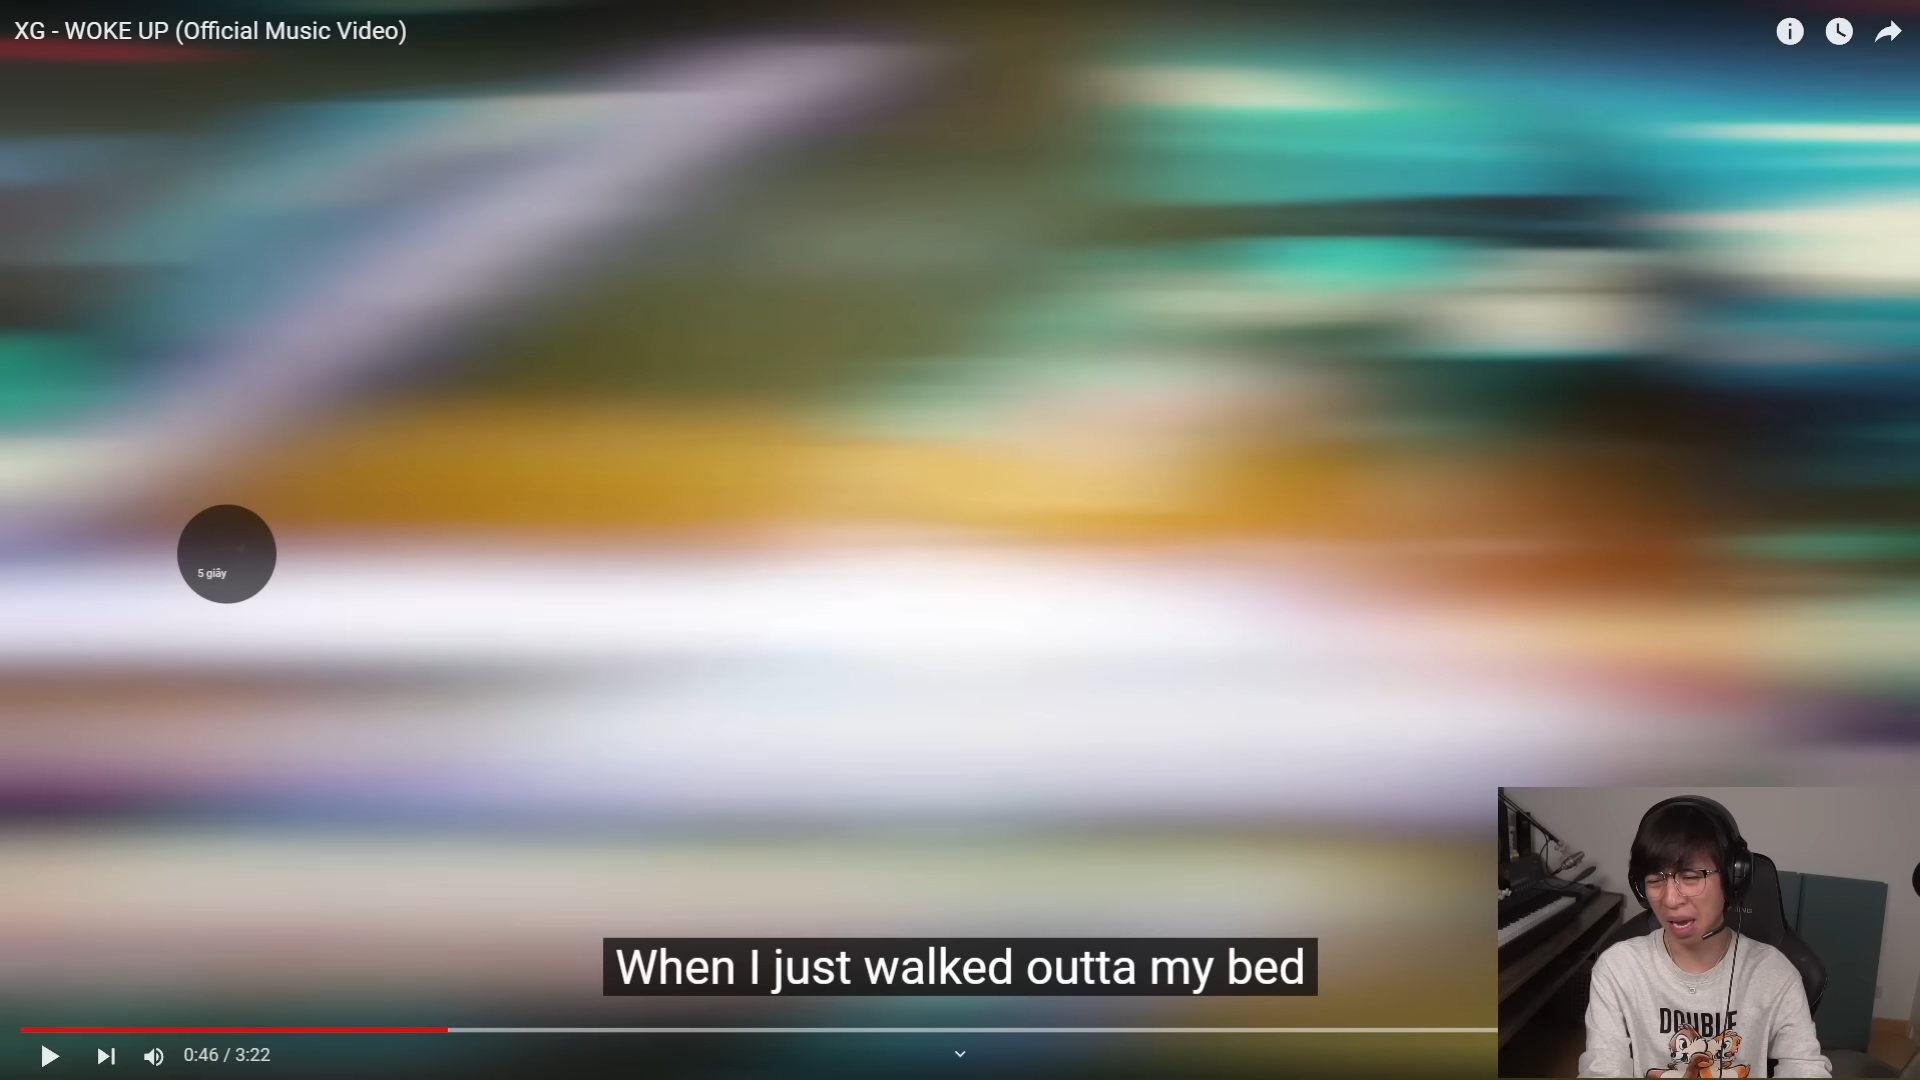 XG - WOKE UP (Official Music Video)
5 giây
When I just walked outta my bed
0:46 / 3:22
DOUBLE